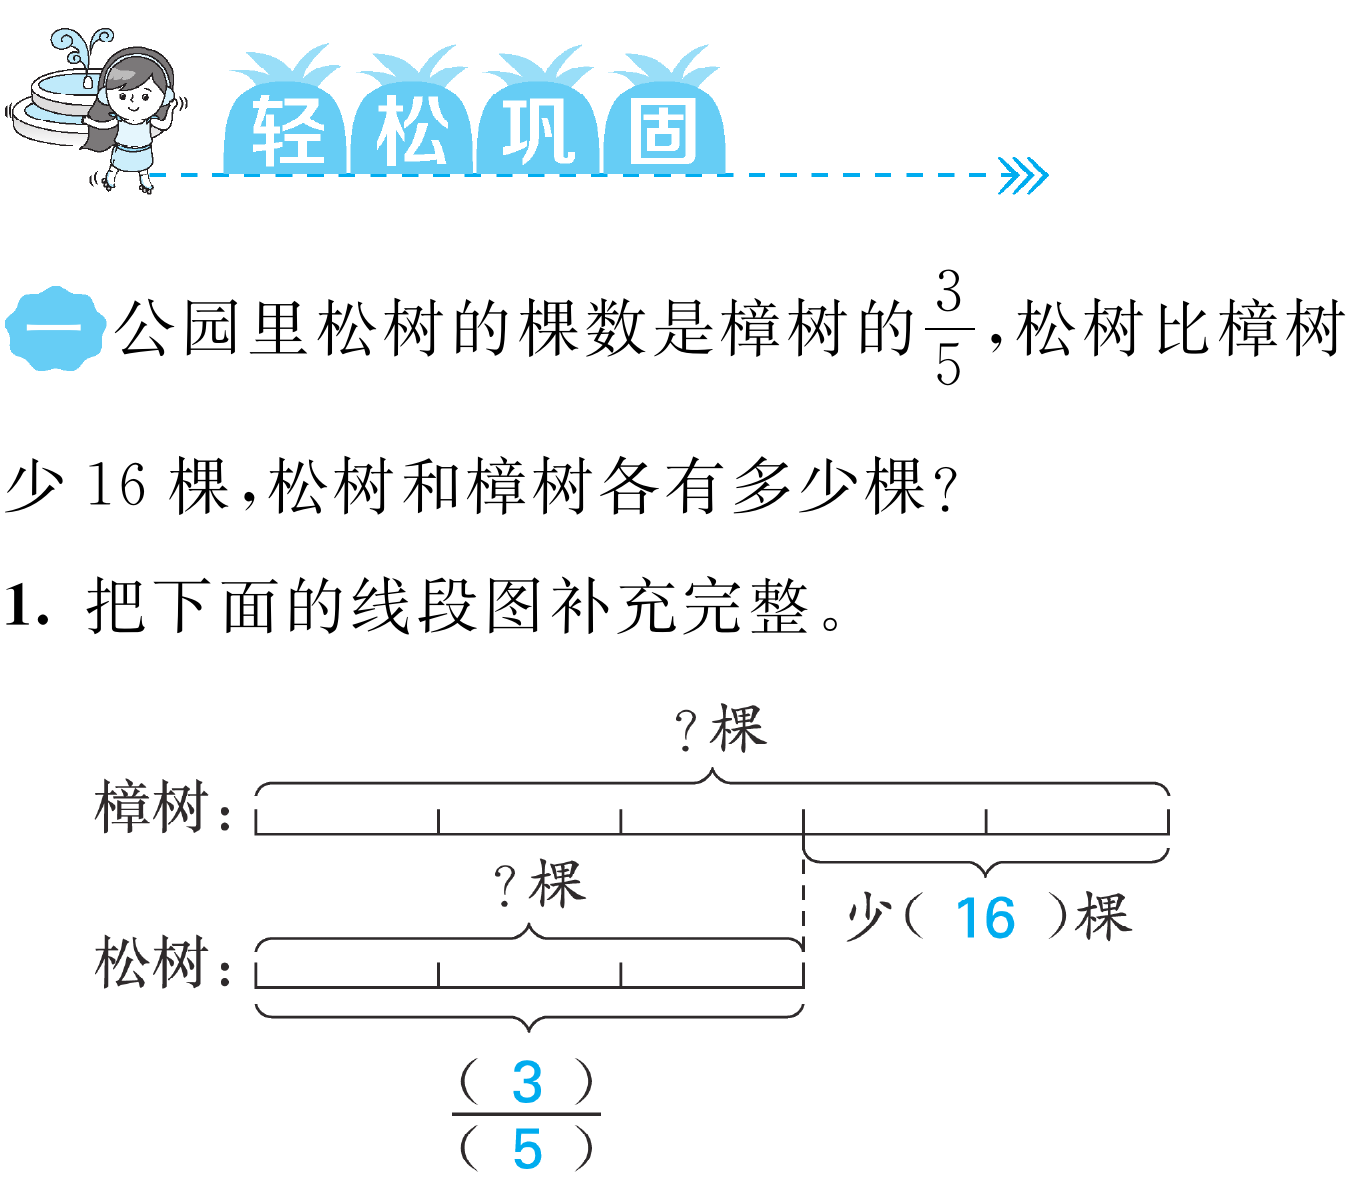 轻松巩固
一 公园里松树的棵数是樟树的3/5,松树比樟树
少 16 棵,松树和樟树各有多少棵?
1. 把下面的线段图补充完整。
?棵
樟树:
?棵
少( 16 )棵
松树:
( 3 )
( 5 )